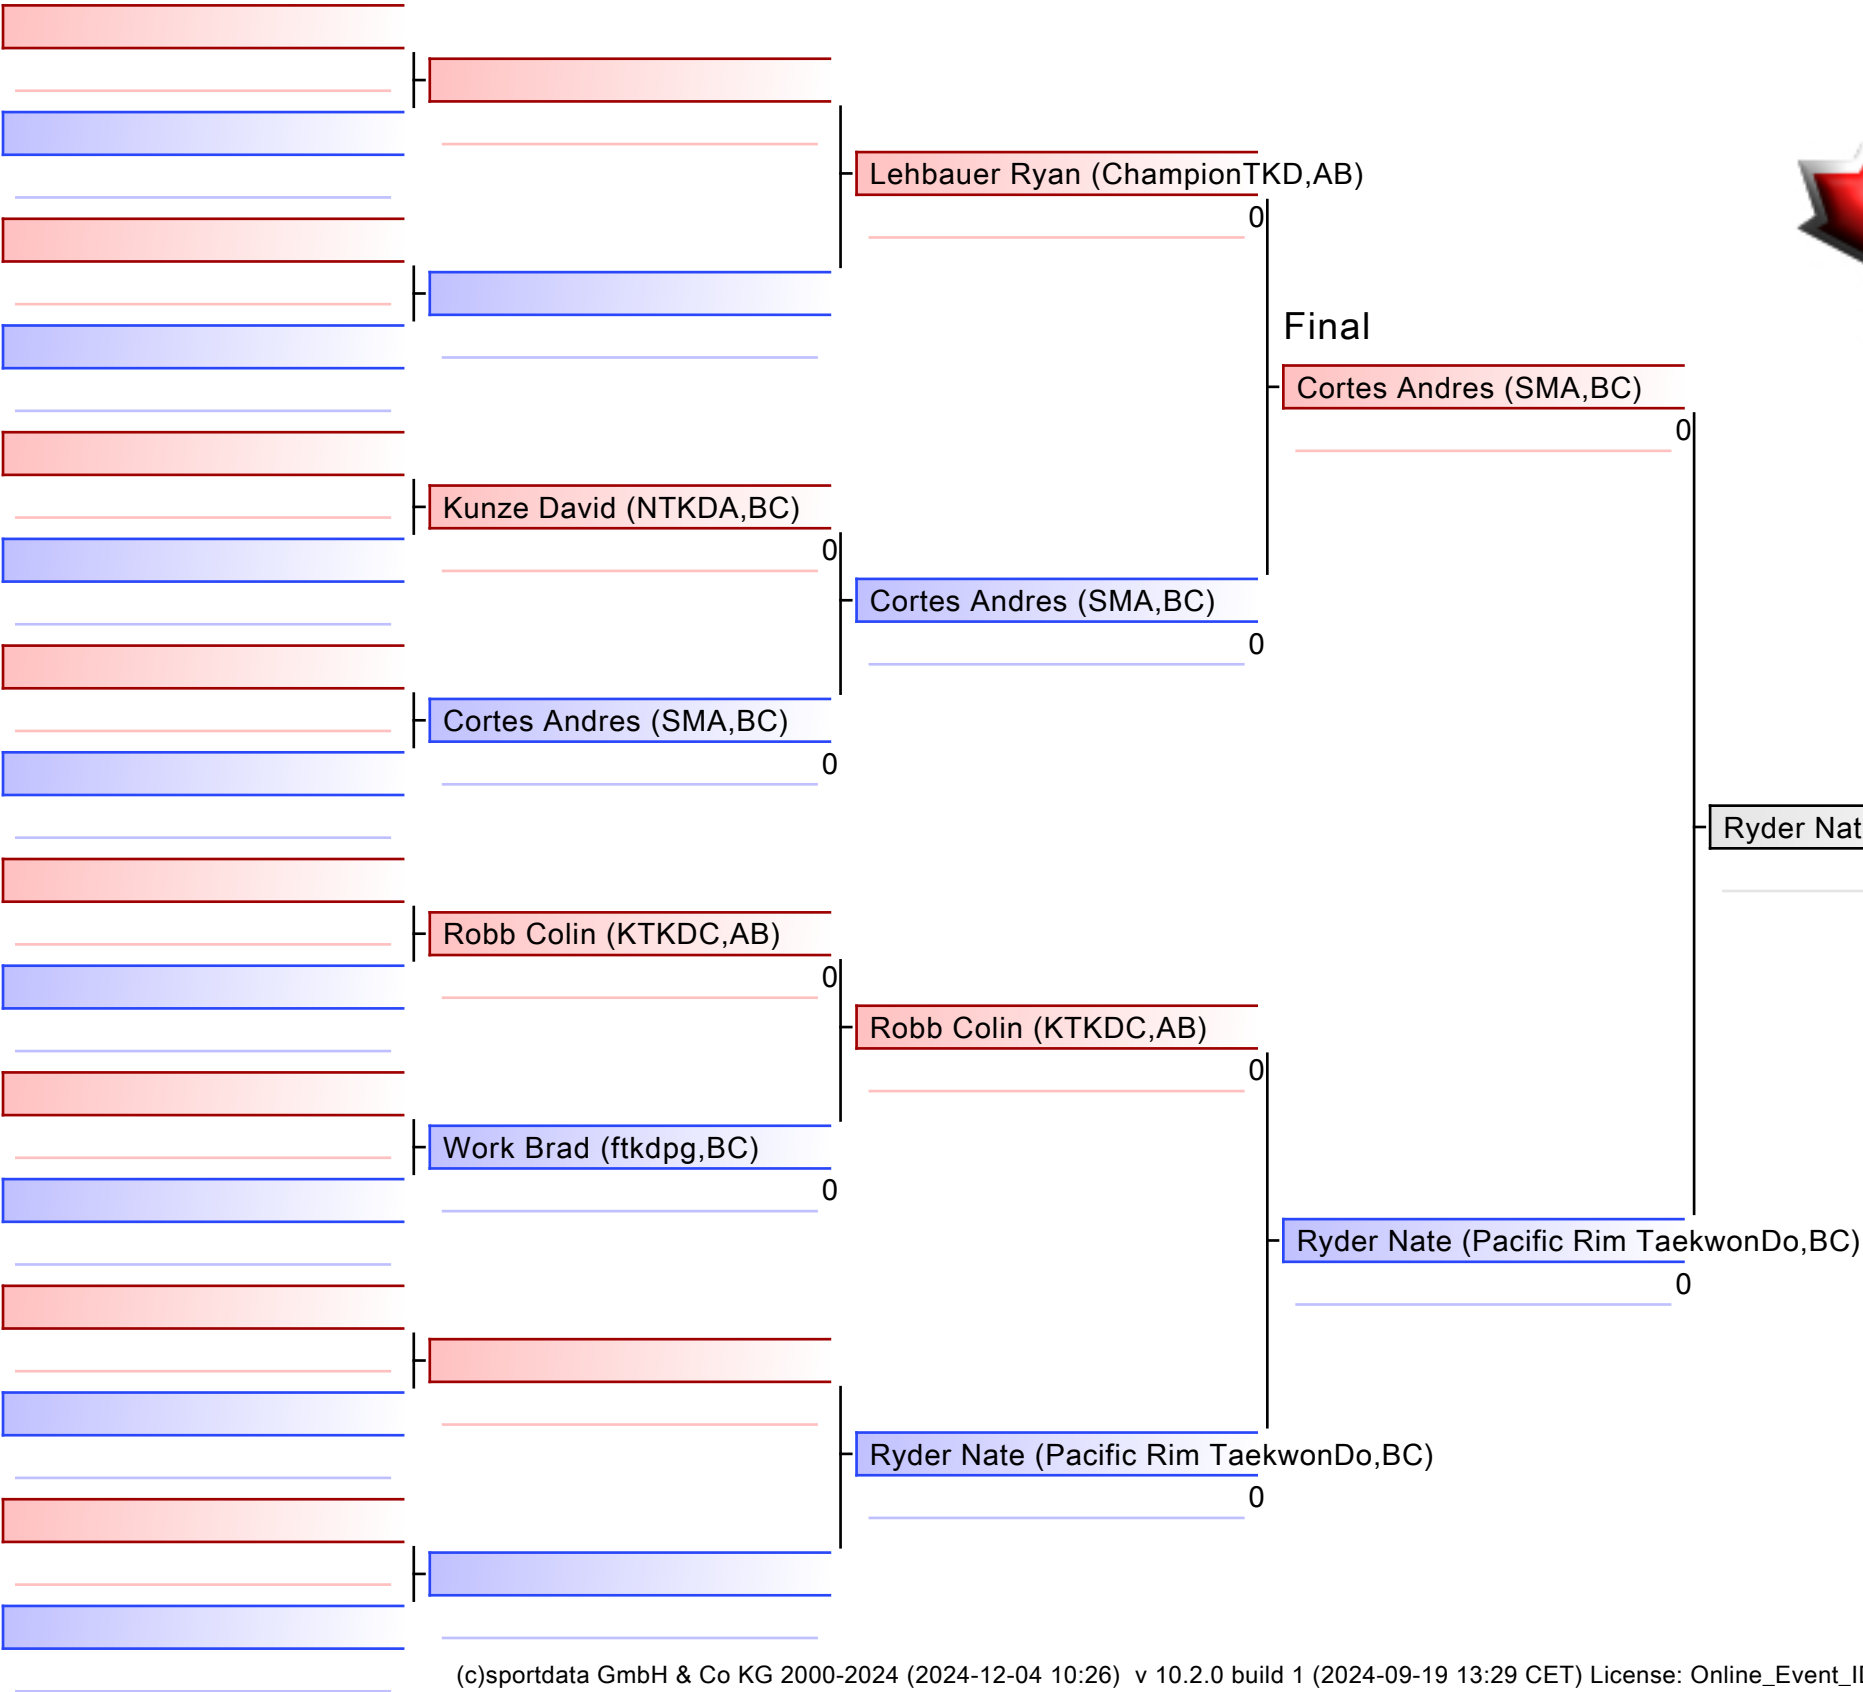 Lehbauer Ryan (ChampionTKD,AB)
0
Final
Cortes Andres (SMA,BC)
0
Kunze David (NTKDA,BC)
0
Cortes Andres (SMA,BC)
0
Cortes Andres (SMA,BC)
0
Ryder Nat
Robb Colin (KTKDC,AB)
0
Robb Colin (KTKDC,AB)
0
Work Brad (ftkdpg,BC)
0
Ryder Nate (Pacific Rim TaekwonDo,BC)
0
Ryder Nate (Pacific Rim TaekwonDo,BC)
0
(c)sportdata GmbH & Co KG 2000-2024 (2024-12-04 10:26) v 10.2.0 build 1 (2024-09-19 13:29 CET) License: Online_Event_I